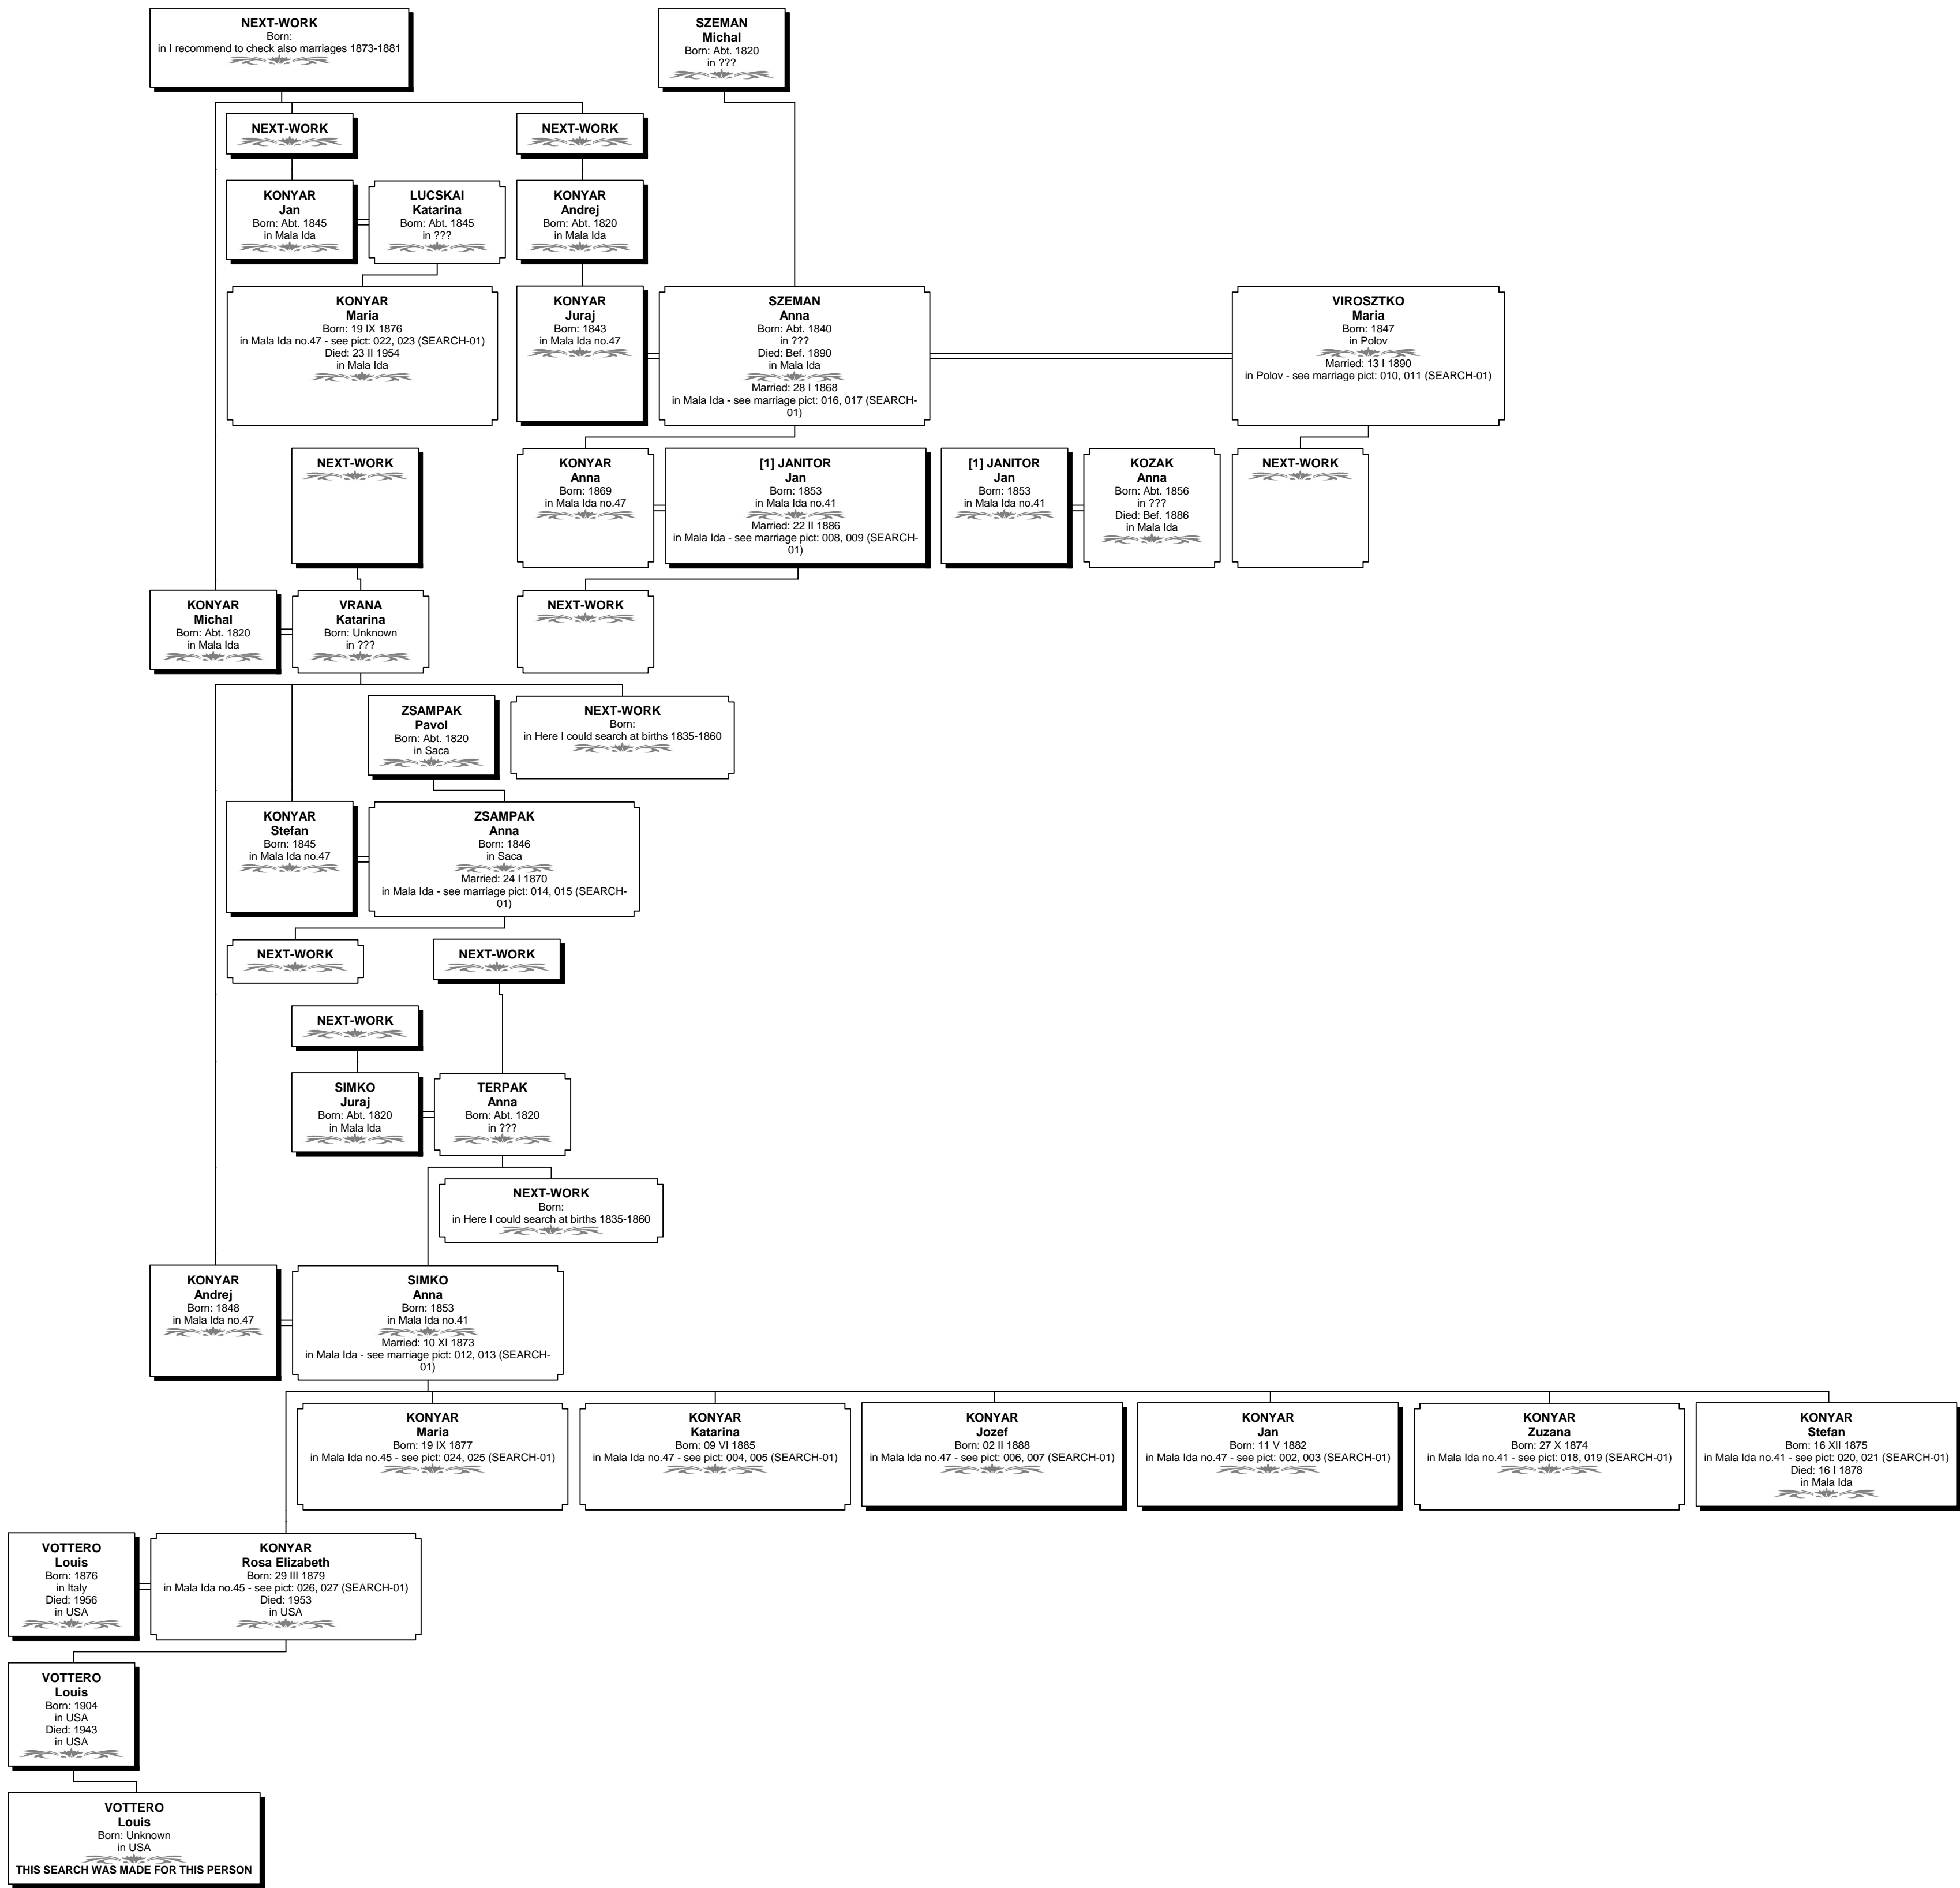 NEXT-WORK
Born:
in I recommend to check also marriages 1873-1881
SZEMAN
Michal
Born: Abt. 1820
in ???
NEXT-WORK
NEXT-WORK
KONYAR
Jan
Born: Abt. 1845
in Mala Ida
LUCSKAI
Katarina
Born: Abt. 1845
in ???
KONYAR
Andrej
Born: Abt. 1820
in Mala Ida
KONYAR
Maria
Born: 19 IX 1876
in Mala Ida no.47 - see pict: 022, 023 (SEARCH-01)
Died: 23 II 1954
in Mala Ida
KONYAR
Juraj
Born: 1843
in Mala Ida no.47
SZEMAN
Anna
Born: Abt. 1840
in ???
Died: Bef. 1890
in Mala Ida
Married: 28 I 1868
in Mala Ida - see marriage pict: 016, 017 (SEARCH-
01)
VIROSZTKO
Maria
Born: 1847
in Polov
Married: 13 I 1890
in Polov - see marriage pict: 010, 011 (SEARCH-01)
NEXT-WORK
KONYAR
Anna
Born: 1869
in Mala Ida no.47
[1] JANITOR
Jan
Born: 1853
in Mala Ida no.41
Married: 22 II 1886
in Mala Ida - see marriage pict: 008, 009 (SEARCH-
01)
[1] JANITOR
Jan
Born: 1853
in Mala Ida no.41
KOZAK
Anna
Born: Abt. 1856
in ???
Died: Bef. 1886
in Mala Ida
NEXT-WORK
KONYAR
Michal
Born: Abt. 1820
in Mala Ida
VRANA
Katarina
Born: Unknown
in ???
NEXT-WORK
ZSAMPAK
Pavol
Born: Abt. 1820
in Saca
NEXT-WORK
Born:
in Here I could search at births 1835-1860
KONYAR
Stefan
Born: 1845
in Mala Ida no.47
ZSAMPAK
Anna
Born: 1846
in Saca
Married: 24 I 1870
in Mala Ida - see marriage pict: 014, 015 (SEARCH-
01)
NEXT-WORK
NEXT-WORK
NEXT-WORK
SIMKO
Juraj
Born: Abt. 1820
in Mala Ida
TERPAK
Anna
Born: Abt. 1820
in ???
NEXT-WORK
Born:
in Here I could search at births 1835-1860
KONYAR
Andrej
Born: 1848
in Mala Ida no.47
SIMKO
Anna
Born: 1853
in Mala Ida no.41
Married: 10 XI 1873
in Mala Ida - see marriage pict: 012, 013 (SEARCH-
01)
KONYAR
Maria
Born: 19 IX 1877
in Mala Ida no.45 - see pict: 024, 025 (SEARCH-01)
KONYAR
Katarina
Born: 09 VI 1885
in Mala Ida no.47 - see pict: 004, 005 (SEARCH-01)
KONYAR
Jozef
Born: 02 II 1888
in Mala Ida no.47 - see pict: 006, 007 (SEARCH-01)
KONYAR
Jan
Born: 11 V 1882
in Mala Ida no.47 - see pict: 002, 003 (SEARCH-01)
KONYAR
Zuzana
Born: 27 X 1874
in Mala Ida no.41 - see pict: 018, 019 (SEARCH-01)
KONYAR
Stefan
Born: 16 XII 1875
in Mala Ida no.41 - see pict: 020, 021 (SEARCH-01)
Died: 16 I 1878
in Mala Ida
VOTTERO
Louis
Born: 1876
in Italy
Died: 1956
in USA
KONYAR
Rosa Elizabeth
Born: 29 III 1879
in Mala Ida no.45 - see pict: 026, 027 (SEARCH-01)
Died: 1953
in USA
VOTTERO
Louis
Born: 1904
in USA
Died: 1943
in USA
VOTTERO
Louis
Born: Unknown
in USA
THIS SEARCH WAS MADE FOR THIS PERSON